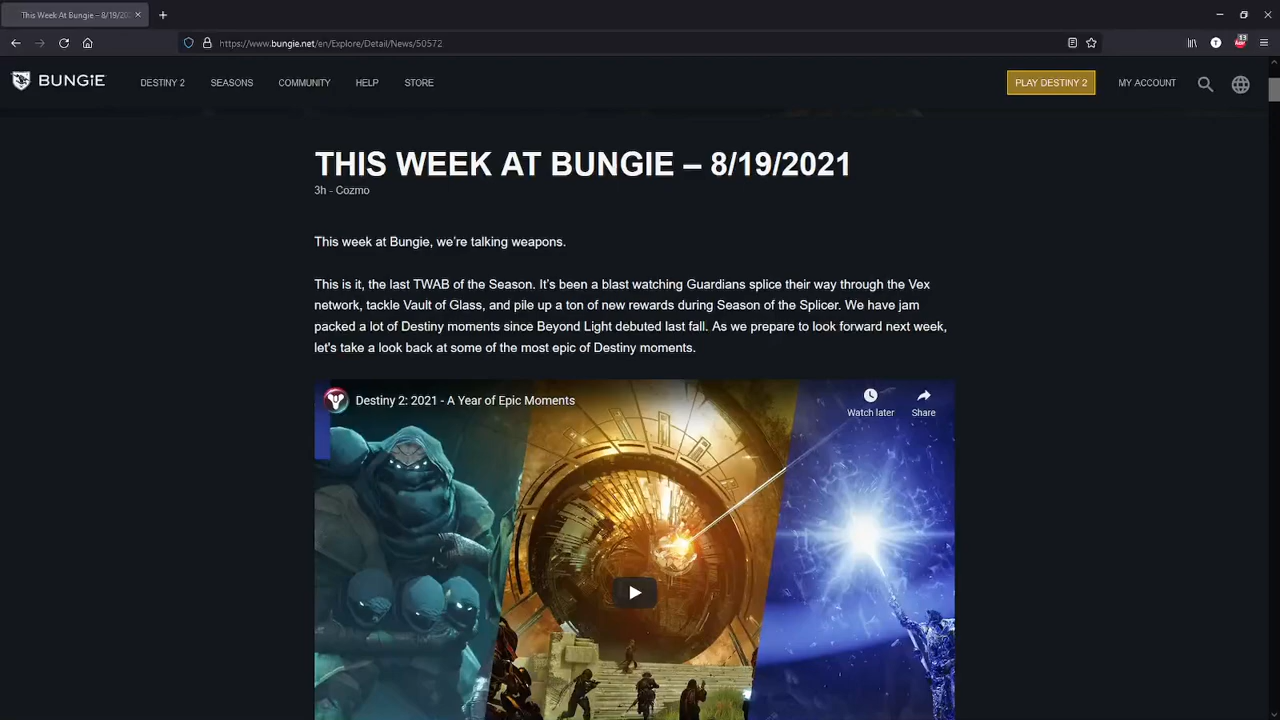 This Week At Bungie – 8/19/202
https://www.bungie.net/en/Explore/Detail/News/50572
13
BUNGiE
DESTINY 2 SEASONS COMMUNITY HELP STORE
PLAY DESTINY 2 MY ACCOUNT
THIS WEEK AT BUNGIE – 8/19/2021
3h - Cozmo
This week at Bungie, we’re talking weapons.
This is it, the last TWAB of the Season. It’s been a blast watching Guardians splice their way through the Vex
network, tackle Vault of Glass, and pile up a ton of new rewards during Season of the Splicer. We have jam
packed a lot of Destiny moments since Beyond Light debuted last fall. As we prepare to look forward next week,
let's take a look back at some of the most epic of Destiny moments.
Destiny 2: 2021 - A Year of Epic Moments
Watch later Share